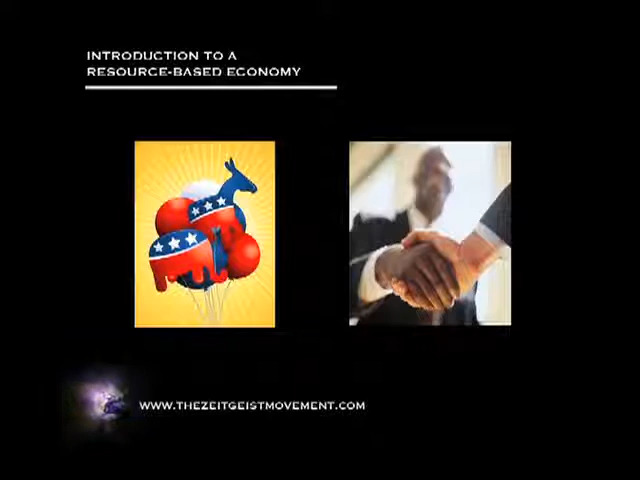 INTRODUCTION TO A
RESOURCE-BASED ECONOMY
WWW.THEZEITGEISTMOVEMENT.COM